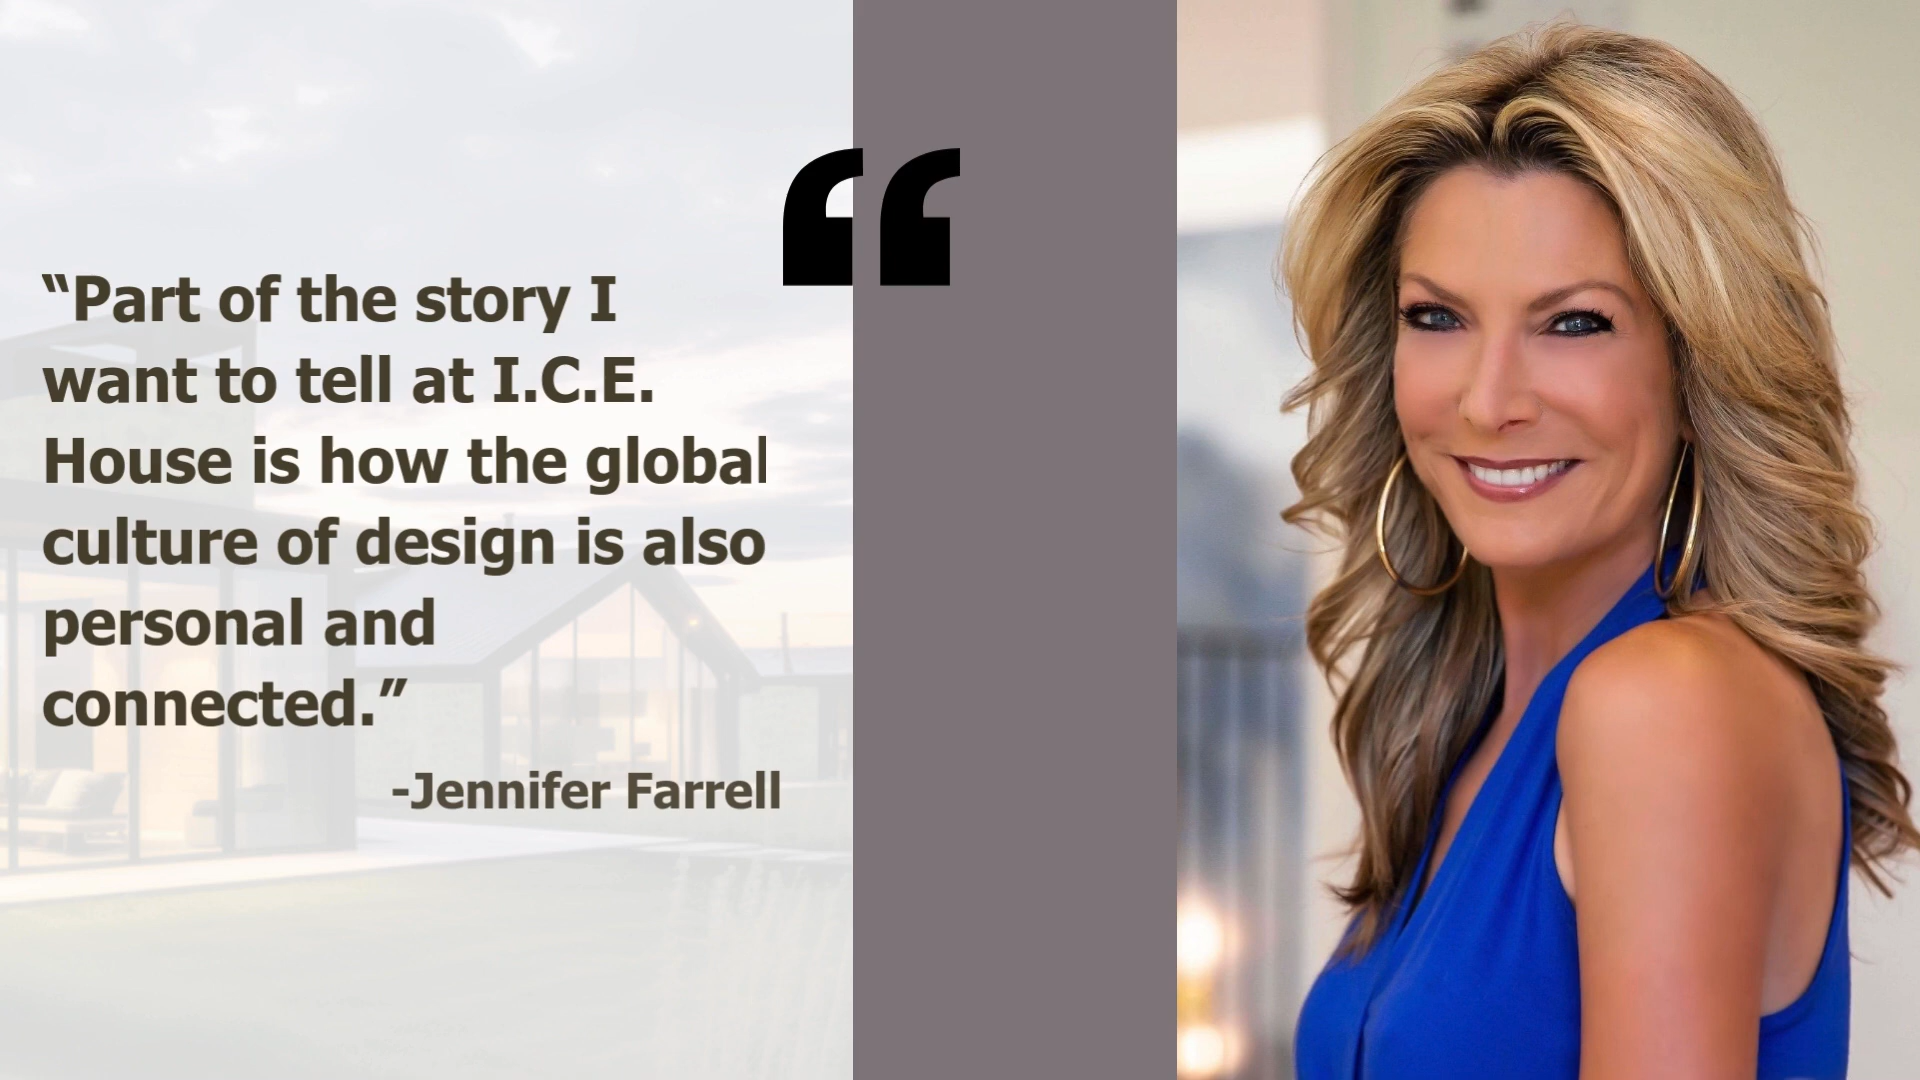 “Part of the story I
want to tell at I.C.E.
House is how the global
culture of design is also
personal and
connected.”
-Jennifer Farrell